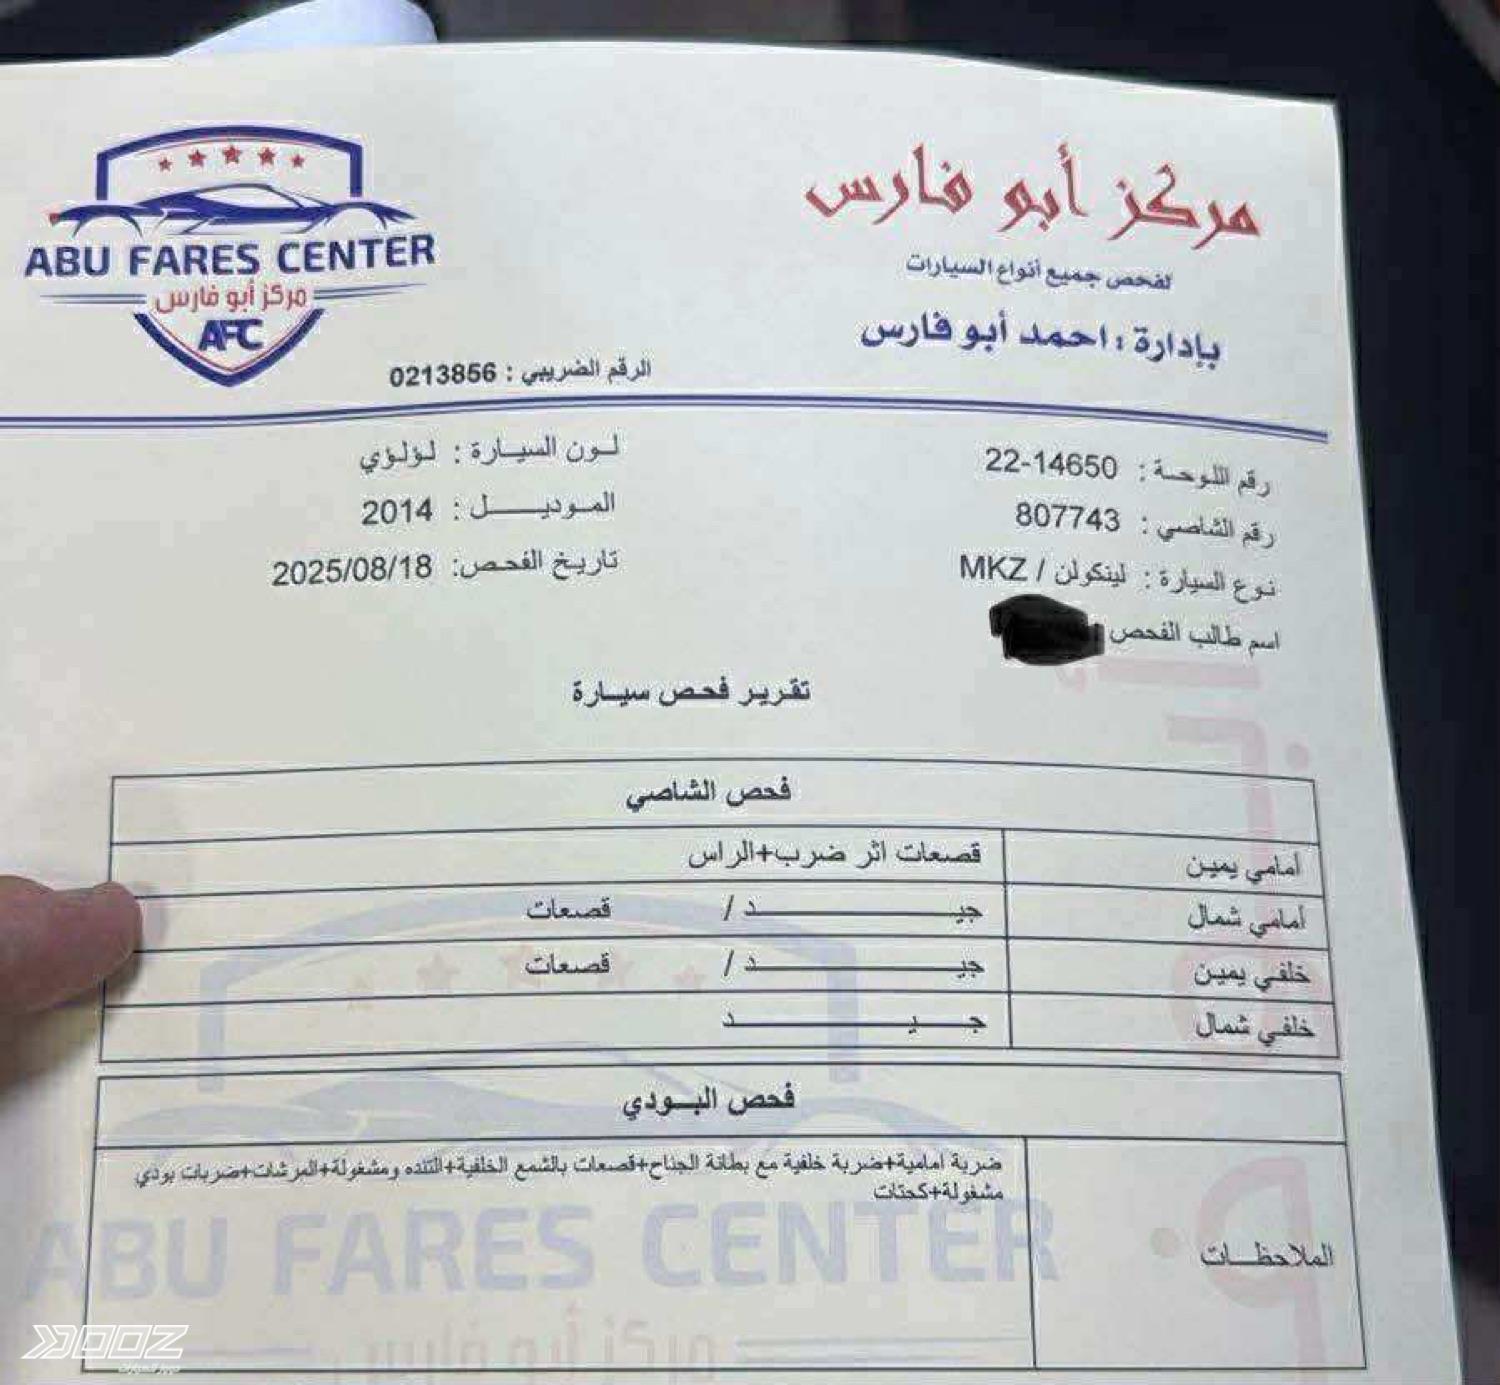 ABU FARES CENTER
مركز أبو فارس
AFC
مركز أبو فارس
لفحص جميع أنواع السيارات
بإدارة : احمد أبو فارس
الرقم الضريبي : 0213856
رقم اللوحة : 22-14650
لون السيارة : لؤلؤي
رقم الشاصي : 807743
الموديل : 2014
نوع السيارة : لينكولن / MKZ
تاريخ الفحص: 2025/08/18
اسم طالب الفحص
تقرير فحص سيارة
فحص الشاصي
أمامي يمين قصعات اثر ضرب+الراس
أمامي شمال جيد / قصعات
خلفي يمين جيد / قصعات
خلفي شمال جيد
فحص البودي
الملاحظات
ضربة امامية+ضربة خلفية مع بطانة الجناح+قصعات بالشمع الخلفية+التنده ومشغولة+المرشات+ضربات بودي
مشغولة+كحتات
ABU FARES CENTER
مركز أبو فارس
DOOZ